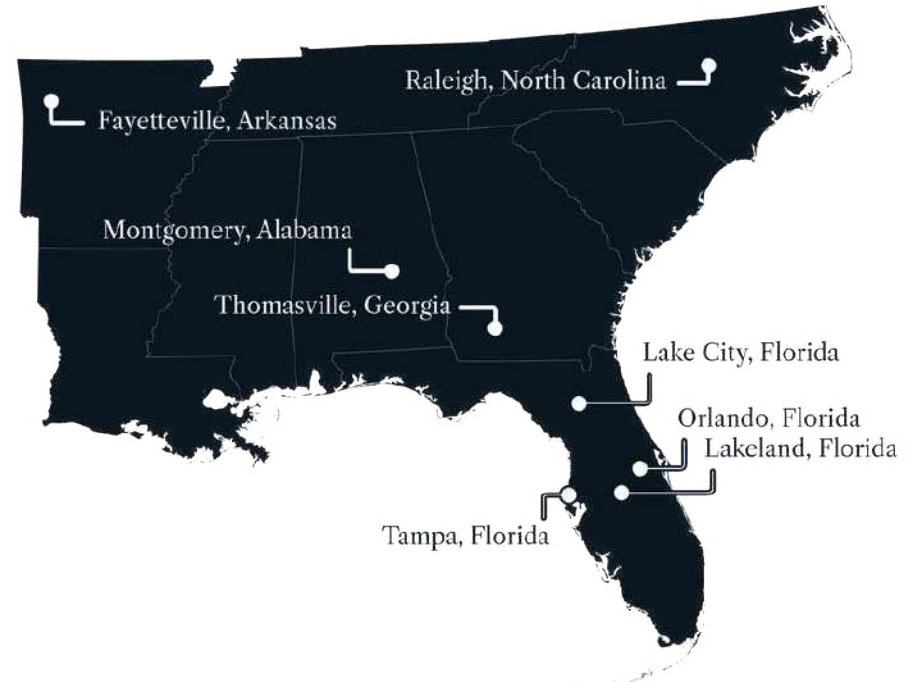 Raleigh, North Carolina
Fayetteville, Arkansas
Montgomery, Alabama
Thomasville, Georgia
Lake City, Florida
Orlando, Florida
Lakeland, Florida
Tampa, Florida